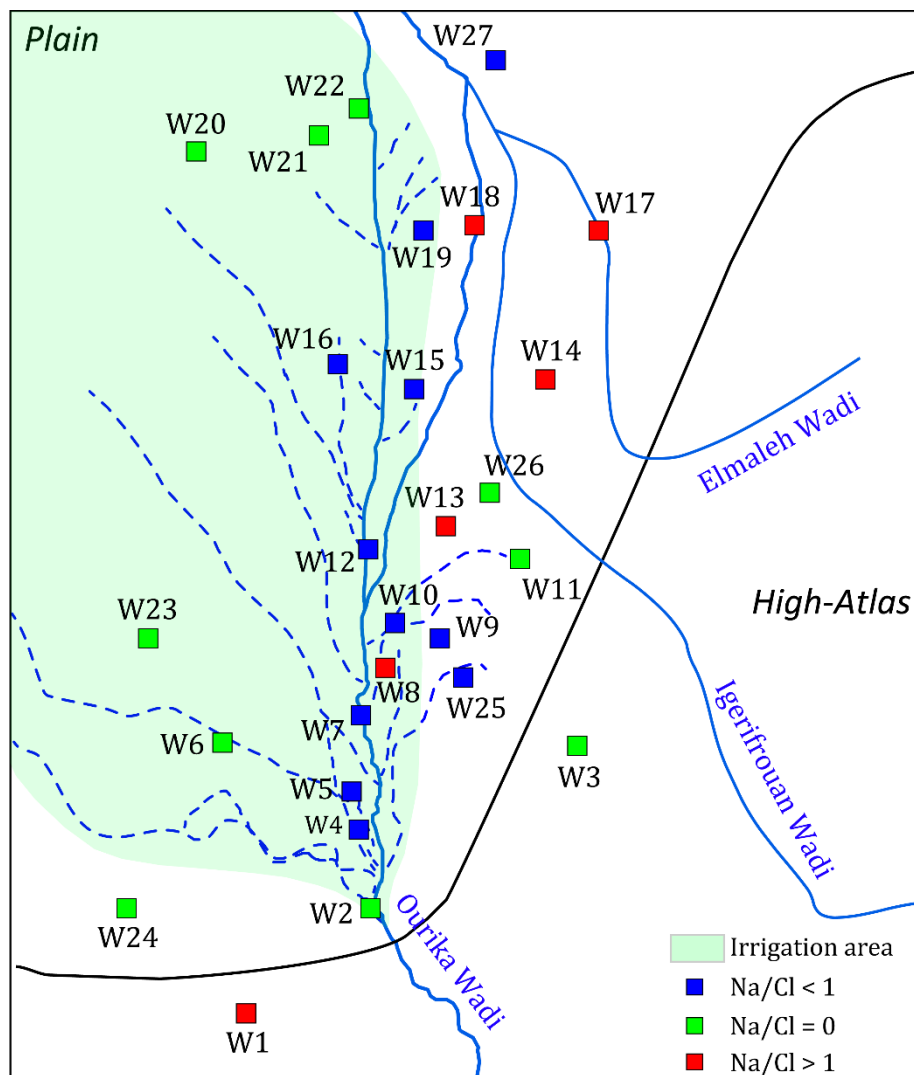 Plain
W27
W22
W20
W21
W18
W17
W19
W16
W15
W14
Elmaleh Wadi
W26
W13
W12
W11
W10
High-Atlas
W23
W9
W8
W25
W7
Igerifrouan Wadi
W6
W3
W5
W4
W2
Ourika Wadi
W24
W1
Irrigation area
Na/Cl < 1
Na/Cl = 0
Na/Cl > 1